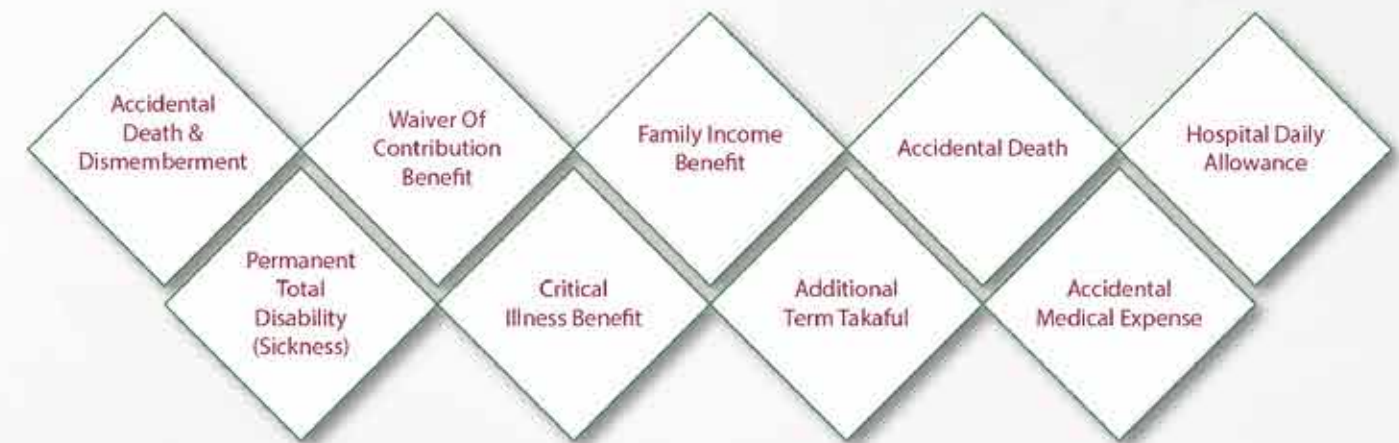 Accidental
Death &
Dismemberment
Waiver Of
Contribution
Benefit
Family Income
Benefit
Accidental Death
Hospital Daily
Allowance
Permanent
Total
Disability
(Sickness)
Critical
Illness Benefit
Additional
Term Takaful
Accidental
Medical Expense